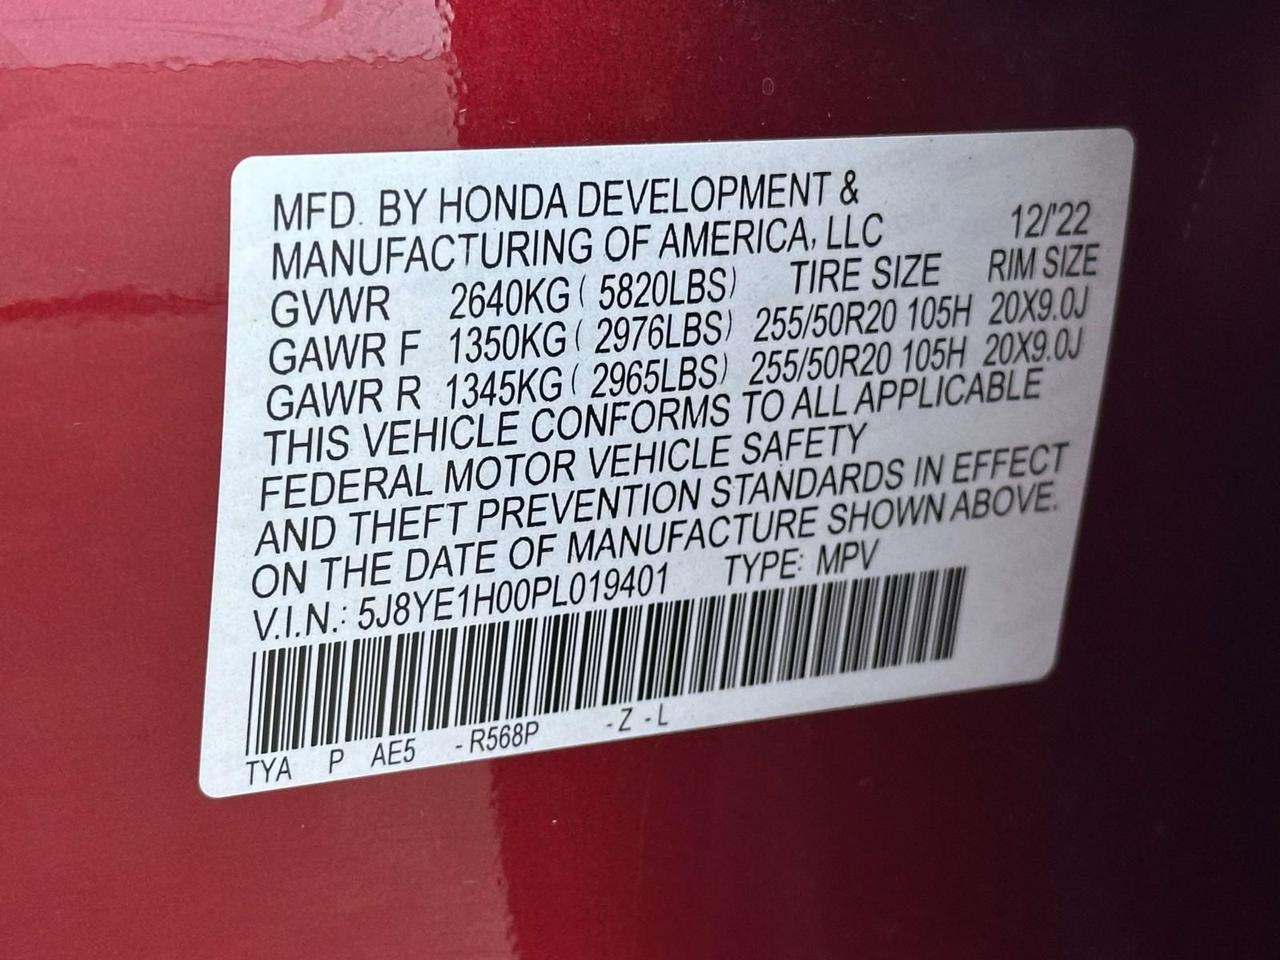 MFD. BY HONDA DEVELOPMENT &
MANUFACTURING OF AMERICA, LLC 12/'22
GVWR 2640KG ( 5820LBS) TIRE SIZE RIM SIZE
GAWR F 1350KG ( 2976LBS) 255/50R20 105H 20X9.0J
GAWR R 1345KG ( 2965LBS) 255/50R20 105H 20X9.0J
THIS VEHICLE CONFORMS TO ALL APPLICABLE
FEDERAL MOTOR VEHICLE SAFETY
AND THEFT PREVENTION STANDARDS IN EFFECT
ON THE DATE OF MANUFACTURE SHOWN ABOVE.
V.I.N.: 5J8YE1H00PL019401 TYPE: MPV
TYA P AE5 -R568P -Z -L